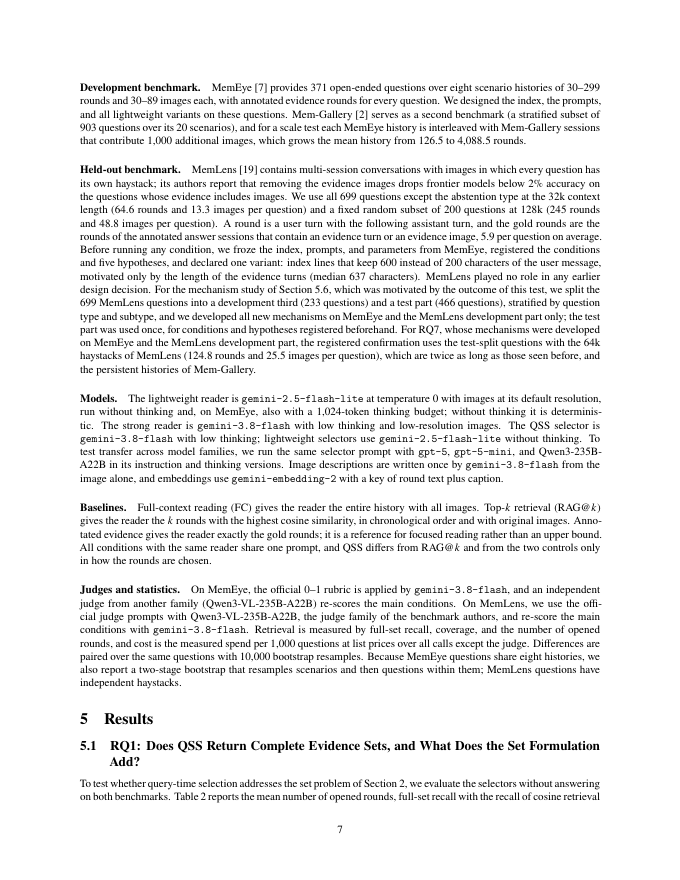 Development benchmark. MemEye [7] provides 371 open-ended questions over eight scenario histories of 30–299
rounds and 30–89 images each, with annotated evidence rounds for every question. We designed the index, the prompts,
and all lightweight variants on these questions. Mem-Gallery [2] serves as a second benchmark (a stratified subset of
903 questions over its 20 scenarios), and for a scale test each MemEye history is interleaved with Mem-Gallery sessions
that contribute 1,000 additional images, which grows the mean history from 126.5 to 4,088.5 rounds.
Held-out benchmark. MemLens [19] contains multi-session conversations with images in which every question has
its own haystack; its authors report that removing the evidence images drops frontier models below 2% accuracy on
the questions whose evidence includes images. We use all 699 questions except the abstention type at the 32k context
length (64.6 rounds and 13.3 images per question) and a fixed random subset of 200 questions at 128k (245 rounds
and 48.8 images per question). A round is a user turn with the following assistant turn, and the gold rounds are the
rounds of the annotated answer sessions that contain an evidence turn or an evidence image, 5.9 per question on average.
Before running any condition, we froze the index, prompts, and parameters from MemEye, registered the conditions
and five hypotheses, and declared one variant: index lines that keep 600 instead of 200 characters of the user message,
motivated only by the length of the evidence turns (median 637 characters). MemLens played no role in any earlier
design decision. For the mechanism study of Section 5.6, which was motivated by the outcome of this test, we split the
699 MemLens questions into a development third (233 questions) and a test part (466 questions), stratified by question
type and subtype, and we developed all new mechanisms on MemEye and the MemLens development part only; the test
part was used once, for conditions and hypotheses registered beforehand. For RQ7, whose mechanisms were developed
on MemEye and the MemLens development part, the registered confirmation uses the test-split questions with the 64k
haystacks of MemLens (124.8 rounds and 25.5 images per question), which are twice as long as those seen before, and
the persistent histories of Mem-Gallery.
Models. The lightweight reader is gemini-2.5-flash-lite at temperature 0 with images at its default resolution,
run without thinking and, on MemEye, also with a 1,024-token thinking budget; without thinking it is determinis-
tic. The strong reader is gemini-3.8-flash with low thinking and low-resolution images. The QSS selector is
gemini-3.8-flash with low thinking; lightweight selectors use gemini-2.5-flash-lite without thinking. To
test transfer across model families, we run the same selector prompt with gpt-5, gpt-5-mini, and Qwen3-235B-
A22B in its instruction and thinking versions. Image descriptions are written once by gemini-3.8-flash from the
image alone, and embeddings use gemini-embedding-2 with a key of round text plus caption.
Baselines. Full-context reading (FC) gives the reader the entire history with all images. Top-k retrieval (RAG@k)
gives the reader the k rounds with the highest cosine similarity, in chronological order and with original images. Anno-
tated evidence gives the reader exactly the gold rounds; it is a reference for focused reading rather than an upper bound.
All conditions with the same reader share one prompt, and QSS differs from RAG@k and from the two controls only
in how the rounds are chosen.
Judges and statistics. On MemEye, the official 0–1 rubric is applied by gemini-3.8-flash, and an independent
judge from another family (Qwen3-VL-235B-A22B) re-scores the main conditions. On MemLens, we use the offi-
cial judge prompts with Qwen3-VL-235B-A22B, the judge family of the benchmark authors, and re-score the main
conditions with gemini-3.8-flash. Retrieval is measured by full-set recall, coverage, and the number of opened
rounds, and cost is the measured spend per 1,000 questions at list prices over all calls except the judge. Differences are
paired over the same questions with 10,000 bootstrap resamples. Because MemEye questions share eight histories, we
also report a two-stage bootstrap that resamples scenarios and then questions within them; MemLens questions have
independent haystacks.
5 Results
5.1 RQ1: Does QSS Return Complete Evidence Sets, and What Does the Set Formulation
Add?
To test whether query-time selection addresses the set problem of Section 2, we evaluate the selectors without answering
on both benchmarks. Table 2 reports the mean number of opened rounds, full-set recall with the recall of cosine retrieval
7